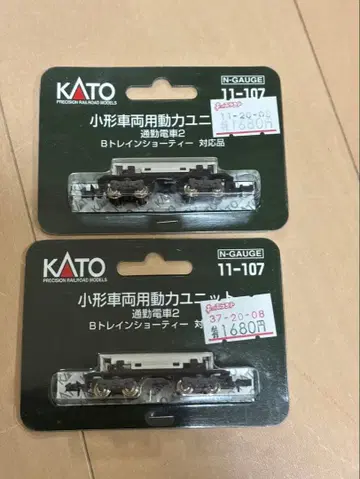 KATO
PRECISION RAILROAD MODELS
N-GAUGE
11-107
小形車両用動力ユニ
通勤電車2
Bトレインショーティー 対応品
11-20-08
1680円
KATO
PRECISION RAILROAD MODELS
N-GAUGE
11-107
小形車両用動力ユニット
通勤電車2
Bトレインショーティー 対
37-20-08
1680円